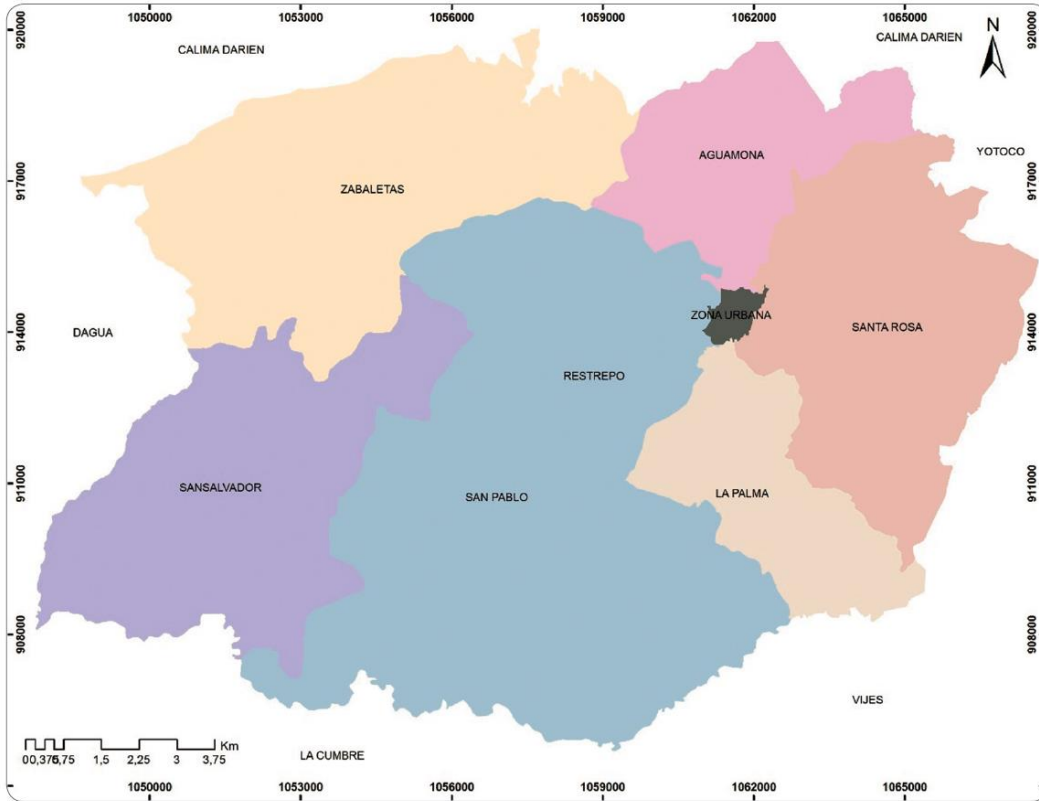 1050000 1053000 1056000 1059000 1062000 1065000
920000
920000
CALIMA DARIEN
CALIMA DARIEN
N
YOTOCO
AGUAMONA
917000
917000
ZABALETAS
ZONA URBANA
914000
914000
DAGUA
SANTA ROSA
RESTREPO
911000
911000
SANSALVADOR
SAN PABLO
LA PALMA
908000
908000
VIJES
LA CUMBRE
Km
1,5 2,25 3 3,75
1050000 1053000 1056000 1059000 1062000 1065000